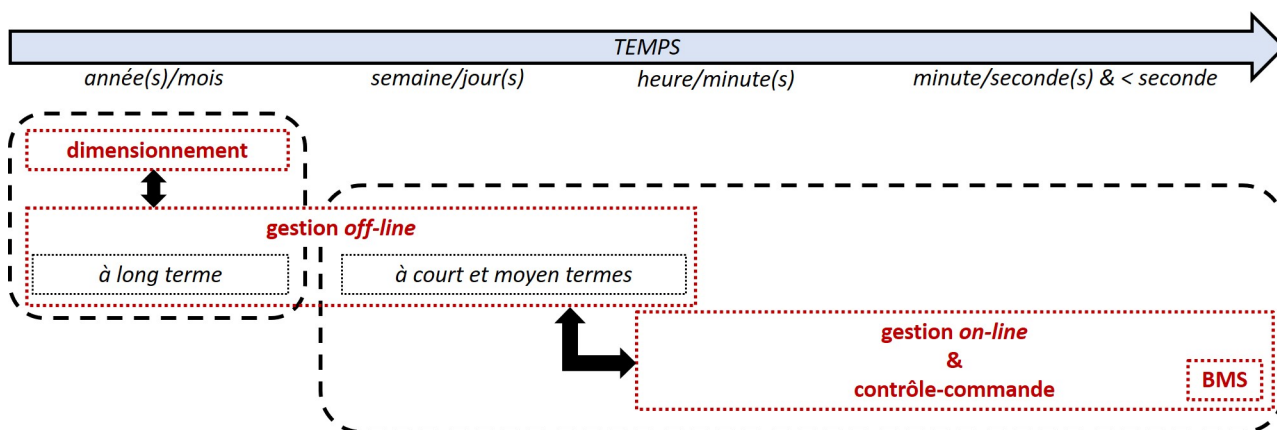 TEMPS
année(s)/mois
semaine/jour(s)
heure/minute(s)
minute/seconde(s) & < seconde
dimensionnement
gestion off-line
à long terme
à court et moyen termes
gestion on-line
&
contrôle-commande
BMS